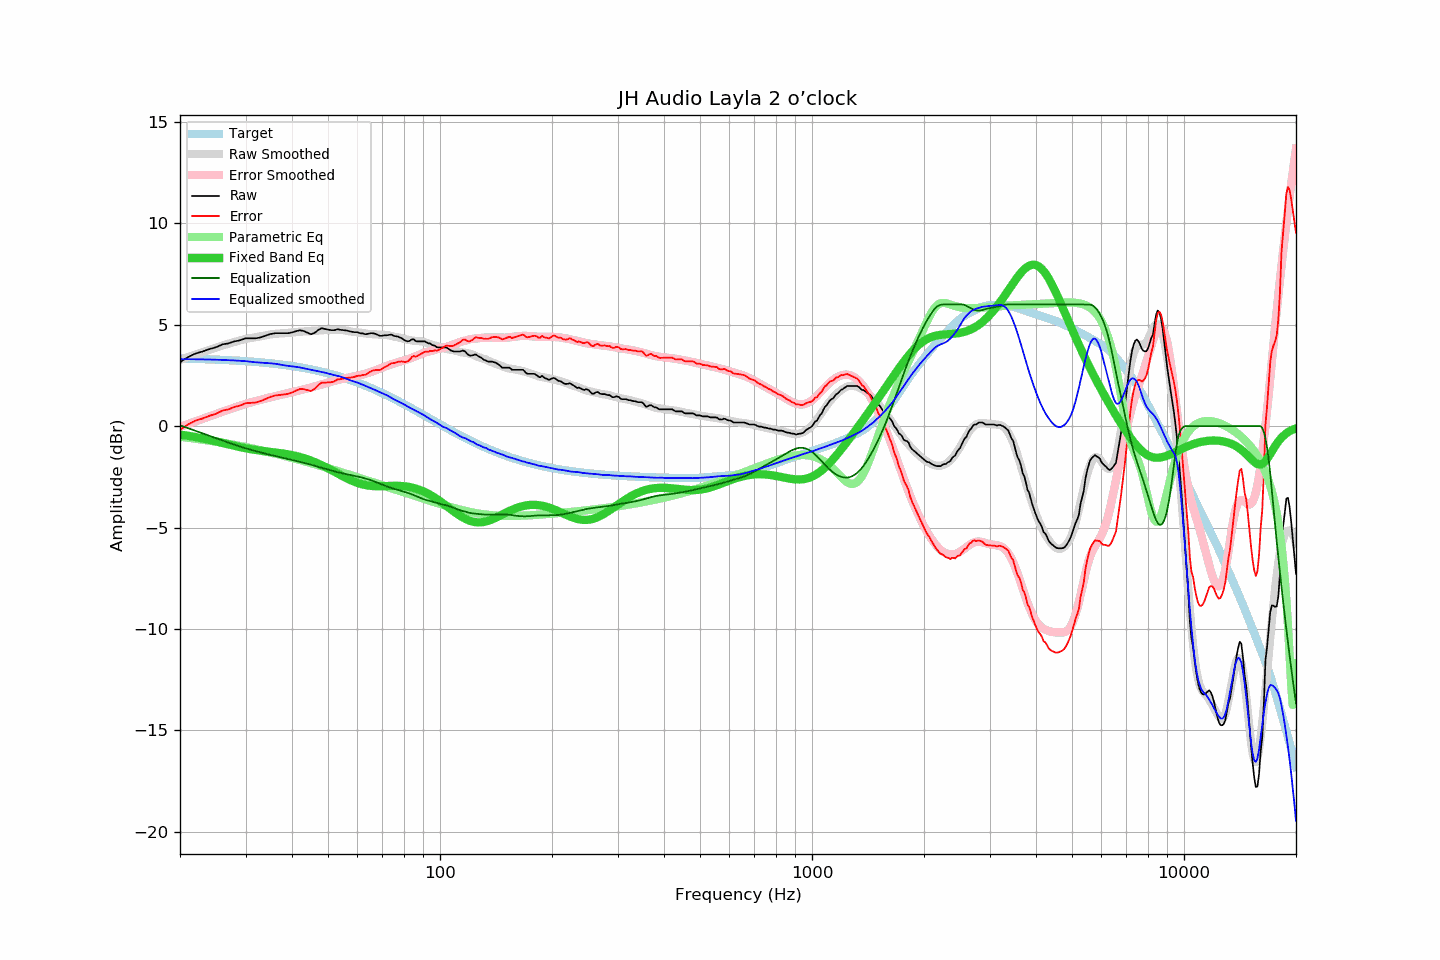 JH Audio Layla 2 o’clock
15
10
5
0
−5
−10
−15
−20
Amplitude (dBr)
Target
Raw Smoothed
Error Smoothed
Raw
Error
Parametric Eq
Fixed Band Eq
Equalization
Equalized smoothed
100
1000
10000
Frequency (Hz)